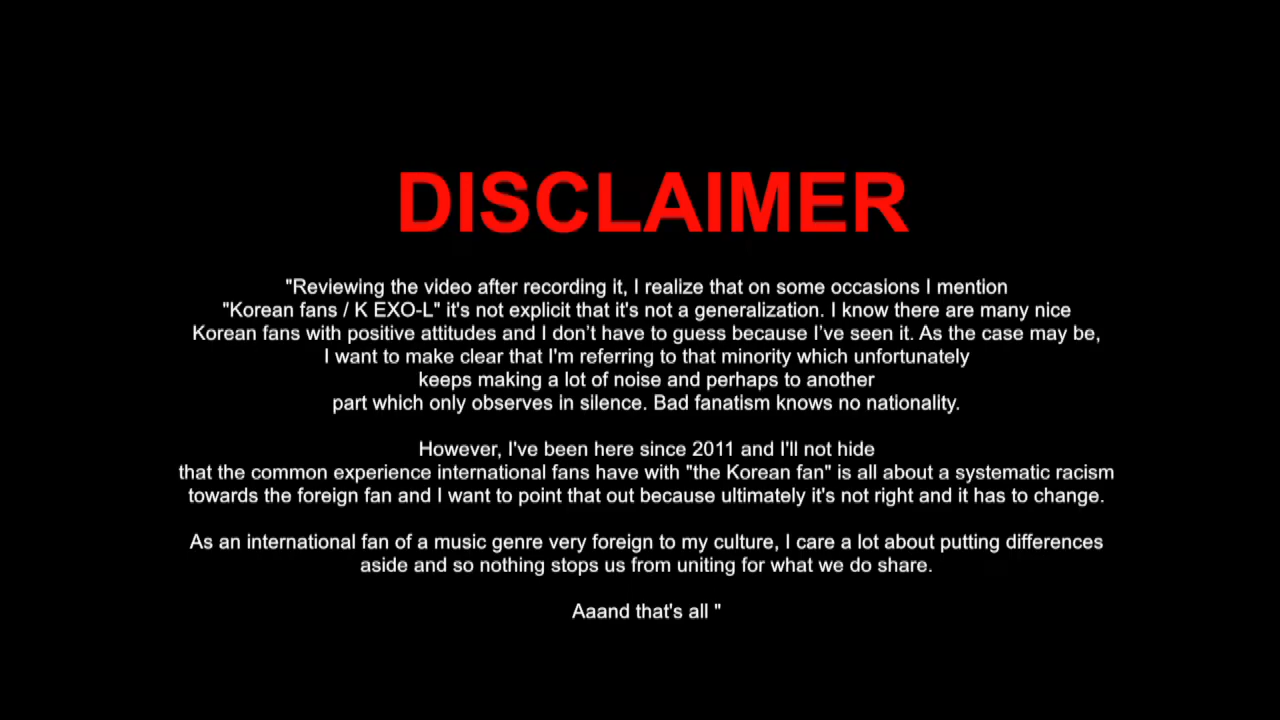 DISCLAIMER
"Reviewing the video after recording it, I realize that on some occasions I mention
"Korean fans / K EXO-L" it's not explicit that it's not a generalization. I know there are many nice
Korean fans with positive attitudes and I don’t have to guess because I’ve seen it. As the case may be,
I want to make clear that I'm referring to that minority which unfortunately
keeps making a lot of noise and perhaps to another
part which only observes in silence. Bad fanatism knows no nationality.
However, I've been here since 2011 and I'll not hide
that the common experience international fans have with "the Korean fan" is all about a systematic racism
towards the foreign fan and I want to point that out because ultimately it's not right and it has to change.
As an international fan of a music genre very foreign to my culture, I care a lot about putting differences
aside and so nothing stops us from uniting for what we do share.
Aaand that's all "